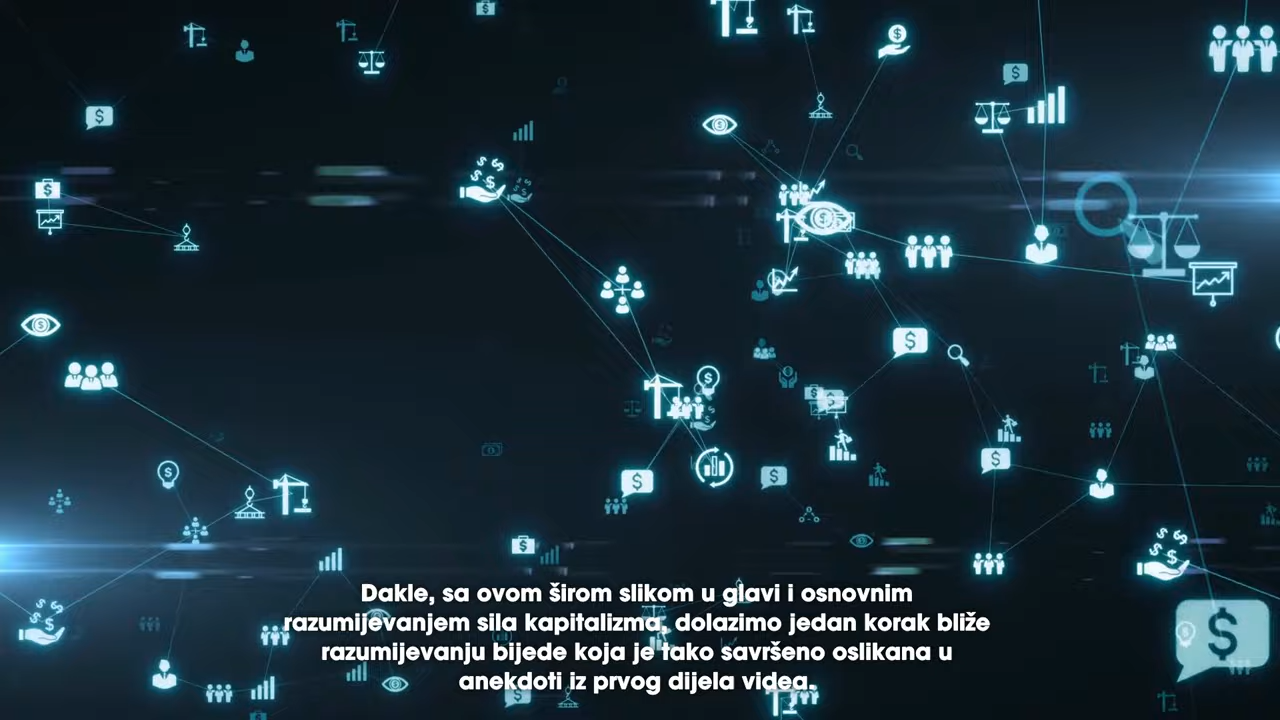 Dakle, sa ovom širom slikom u glavi i osnovnim
razumijevanjem sila kapitalizma, dolazimo jedan korak bliže
razumijevanju bijede koja je tako savršeno oslikana u
anekdoti iz prvog dijela videa.